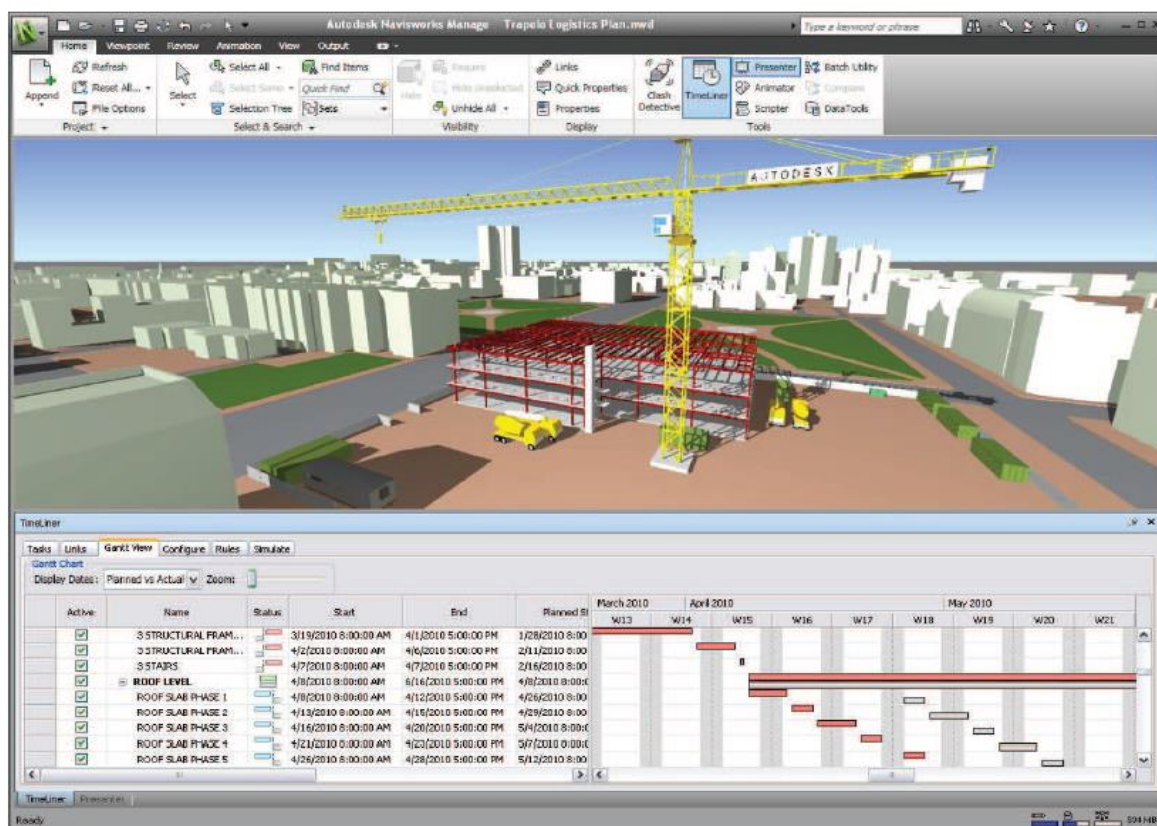 Autodesk Navisworks Manage Trapelo Logistics Plan.nwd Type a keyword or phrase
Home Viewpoint Review Animation View Output
Append Refresh Reset All... File Options
Project
Select Select All Select Same Selection Tree Find Items Quick Find Sets
Select & Search
Hide Require Hide Unselected Unhide All
Visibility
Links Quick Properties Properties
Display
Clash Detective TimeLiner Presenter Animator Scripter Batch Utility Compare DataTools
Tools
AUTODESK
TimeLiner
Tasks Links Gantt View Configure Rules Simulate
Gantt Chart
Display Dates: Planned vs Actual Zoom:
Active Name Status Start End Planned St
March 2010 April 2010 May 2010
W13 W14 W15 W16 W17 W18 W19 W20 W21
3 STRUCTURAL FRAM... 3/19/2010 8:00:00 AM 4/1/2010 5:00:00 PM 1/28/2010 8:00
3 STRUCTURAL FRAM... 4/2/2010 8:00:00 AM 4/6/2010 5:00:00 PM 2/11/2010 8:00
3 STAIRS 4/7/2010 8:00:00 AM 4/7/2010 5:00:00 PM 2/16/2010 8:00
ROOF LEVEL 4/8/2010 8:00:00 AM 6/16/2010 5:00:00 PM 4/8/2010 8:00:0
ROOF SLAB PHASE 1 4/8/2010 8:00:00 AM 4/12/2010 5:00:00 PM 4/26/2010 8:00
ROOF SLAB PHASE 2 4/13/2010 8:00:00 AM 4/15/2010 5:00:00 PM 4/29/2010 8:00
ROOF SLAB PHASE 3 4/16/2010 8:00:00 AM 4/20/2010 5:00:00 PM 5/4/2010 8:00:0
ROOF SLAB PHASE 4 4/21/2010 8:00:00 AM 4/23/2010 5:00:00 PM 5/7/2010 8:00:0
ROOF SLAB PHASE 5 4/26/2010 8:00:00 AM 4/28/2010 5:00:00 PM 5/12/2010 8:00
TimeLiner Presenter
Ready